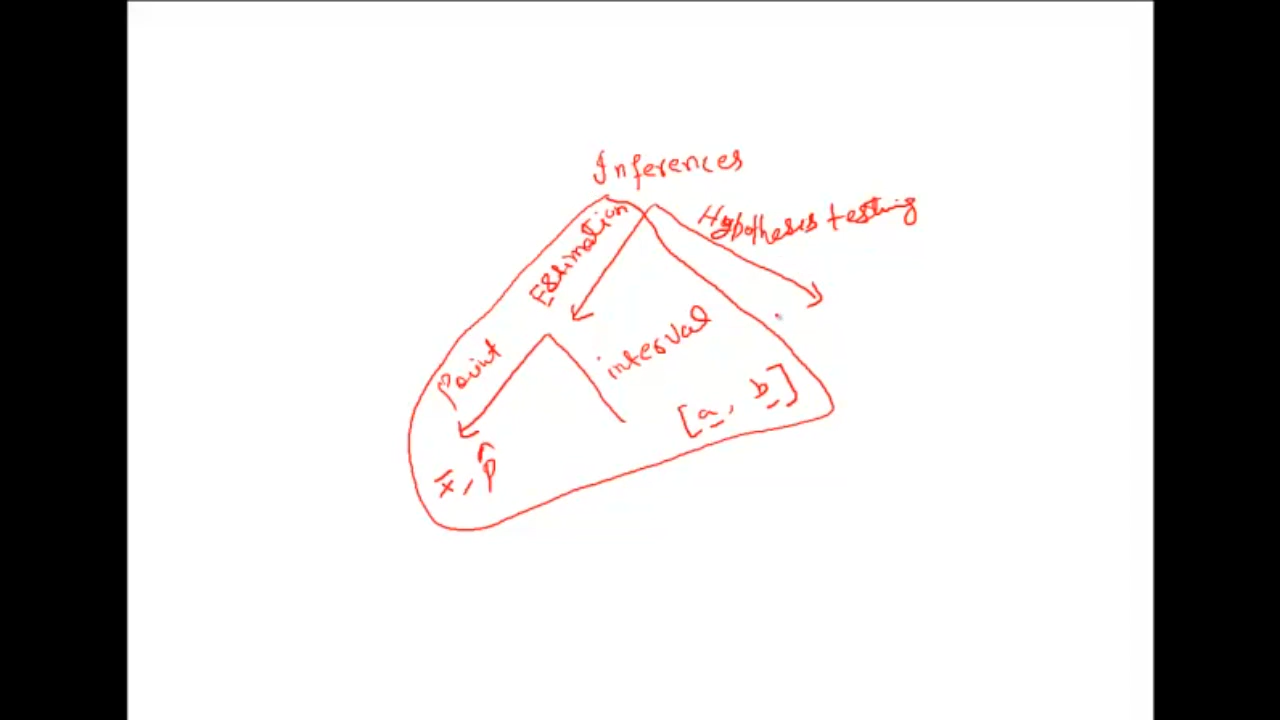 Inferences
Estimation
Hypothesis testing
Point
interval
x̄, p̂
[a, b]